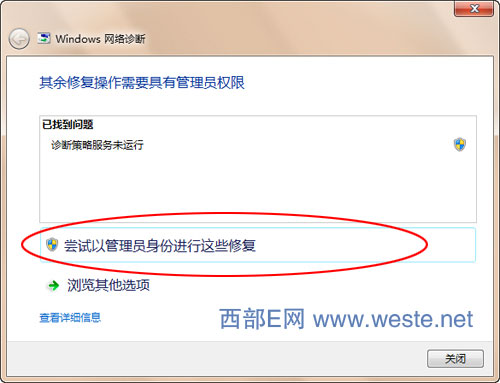 Windows 网络诊断
其余修复操作需要具有管理员权限
已找到问题
诊断策略服务未运行
尝试以管理员身份进行这些修复
浏览其他选项
查看详细信息
西部E网 www.weste.net
关闭